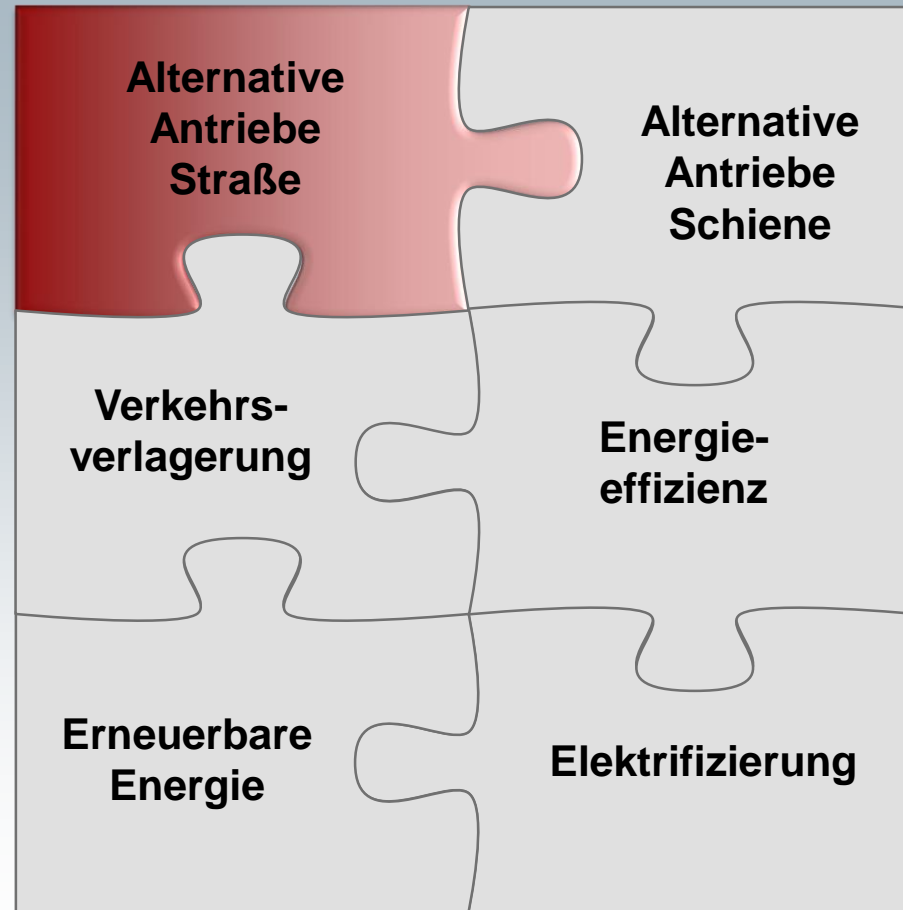 Alternative
Antriebe
Straße
Alternative
Antriebe
Schiene
Verkehrs-
verlagerung
Energie-
effizienz
Erneuerbare
Energie
Elektrifizierung